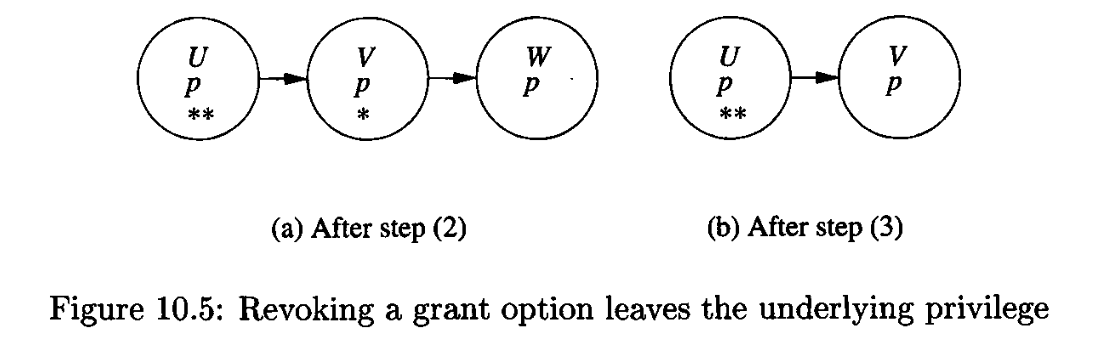 U
p
**
V
p
*
W
p
U
p
**
V
p
(a) After step (2)
(b) After step (3)
Figure 10.5: Revoking a grant option leaves the underlying privilege